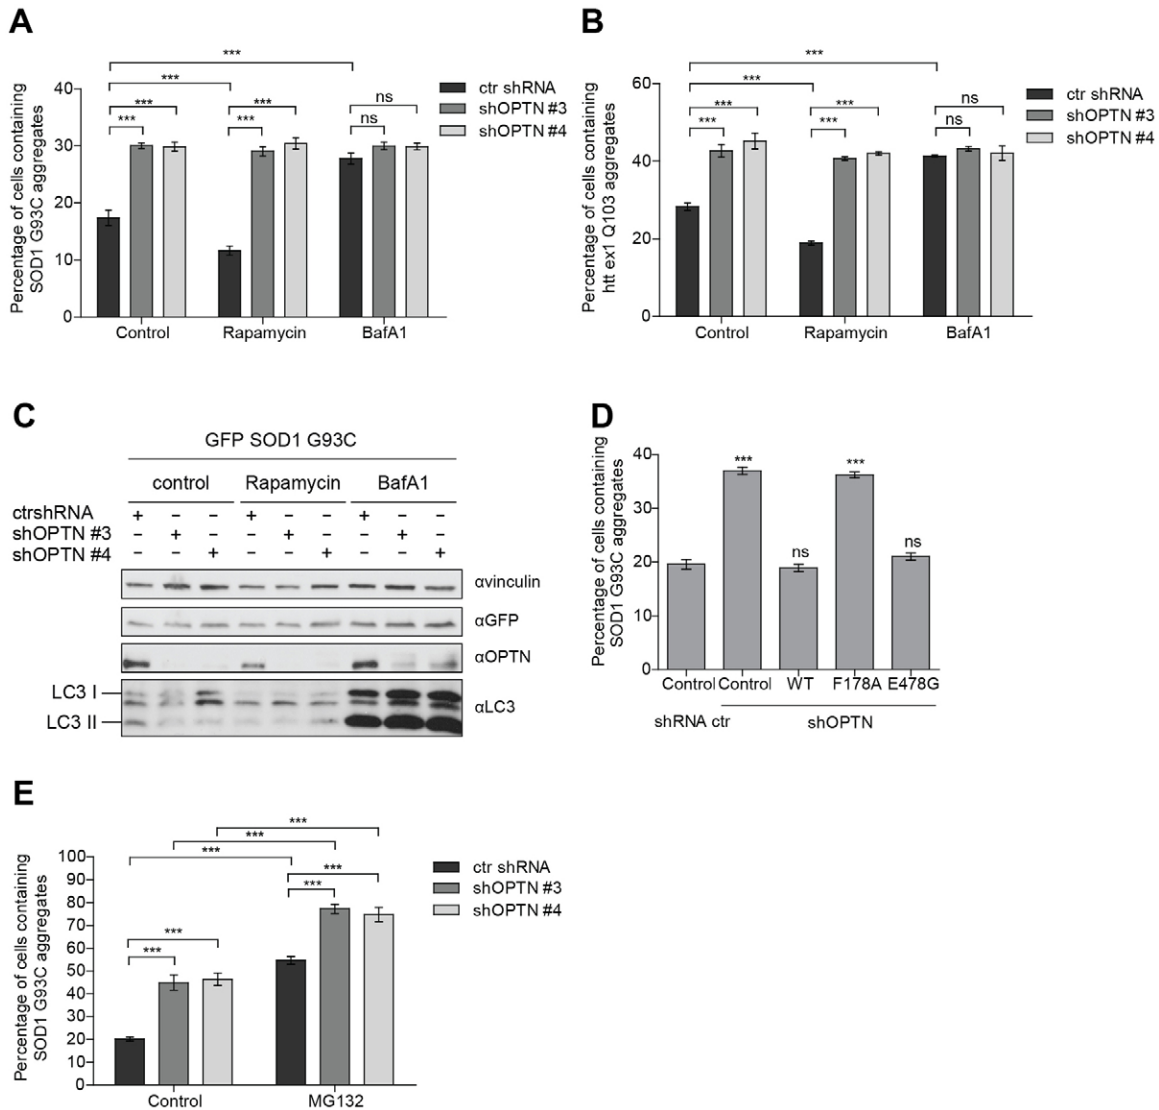 A
Percentage of cells containing
SOD1 G93C aggregates
40
30
20
10
0
***
***
***
***
***
***
ns
ns
Control
Rapamycin
BafA1
ctr shRNA
shOPTN #3
shOPTN #4
B
Percentage of cells containing
htt ex1 Q103 aggregates
60
40
20
0
***
***
***
***
***
***
ns
ns
Control
Rapamycin
BafA1
ctr shRNA
shOPTN #3
shOPTN #4
C
GFP SOD1 G93C
control Rapamycin BafA1
ctrshRNA + – – + – – + – –
shOPTN #3 – + – – + – – + –
shOPTN #4 – – + – – + – – +
αvinculin
αGFP
αOPTN
LC3 I
αLC3
LC3 II
D
Percentage of cells containing
SOD1 G93C aggregates
40
30
20
10
0
***
ns
***
ns
Control Control WT F178A E478G
shRNA ctr shOPTN
E
Percentage of cells containing
SOD1 G93C aggregates
100
90
80
70
60
50
40
30
20
10
0
***
***
***
***
***
***
***
Control
MG132
ctr shRNA
shOPTN #3
shOPTN #4